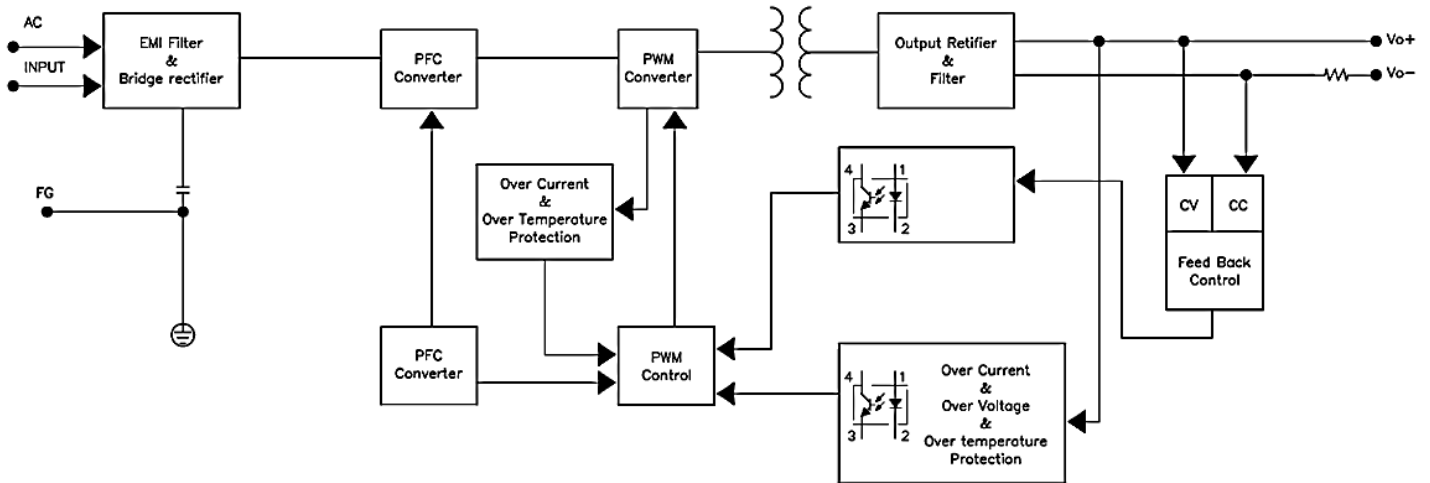 AC
INPUT
EMI Filter
&
Bridge rectifier
PFC
Converter
PWM
Converter
Output Retifier
&
Filter
Vo+
Vo−
FG
Over Current
&
Over Temperature
Protection
4 1
3 2
CV CC
Feed Back
Control
PFC
Converter
PWM
Control
4 1
3 2
Over Current
&
Over Voltage
&
Over temperature
Protection